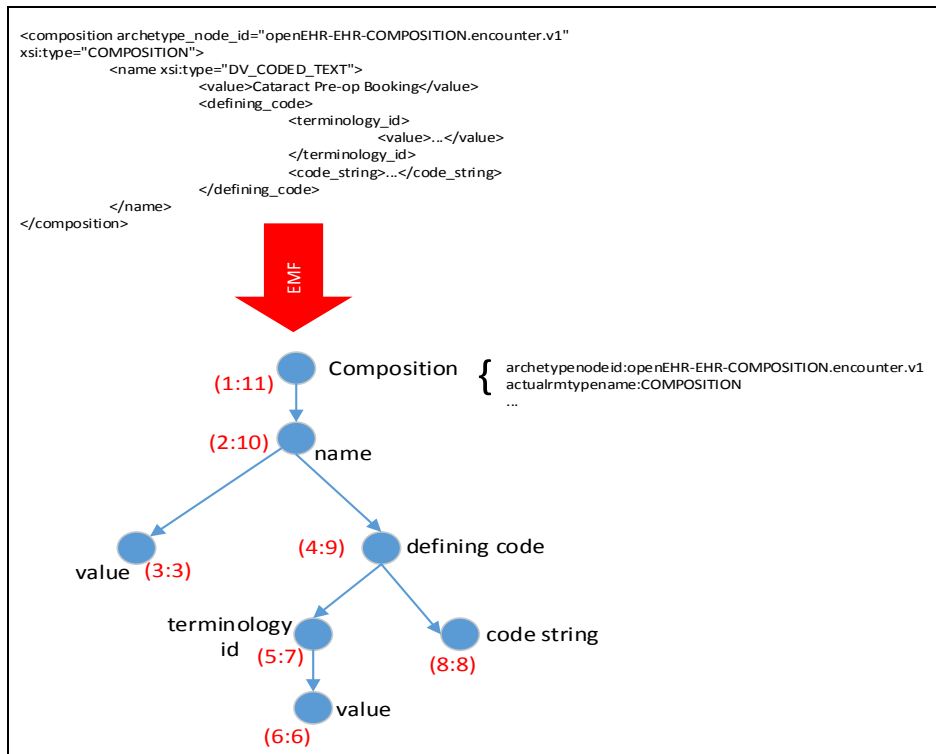 <composition archetype_node_id="openEHR-EHR-COMPOSITION.encounter.v1"
xsi:type="COMPOSITION">
<name xsi:type="DV_CODED_TEXT">
<value>Cataract Pre-op Booking</value>
<defining_code>
<terminology_id>
<value>...</value>
</terminology_id>
<code_string>...</code_string>
</defining_code>
</name>
</composition>
EMF
Composition
{
archetypenodeid:openEHR-EHR-COMPOSITION.encounter.v1
actualrmtypename:COMPOSITION
...
(1:11)
(2:10)
name
value
(3:3)
(4:9)
defining code
terminology
id
(5:7)
code string
(8:8)
value
(6:6)